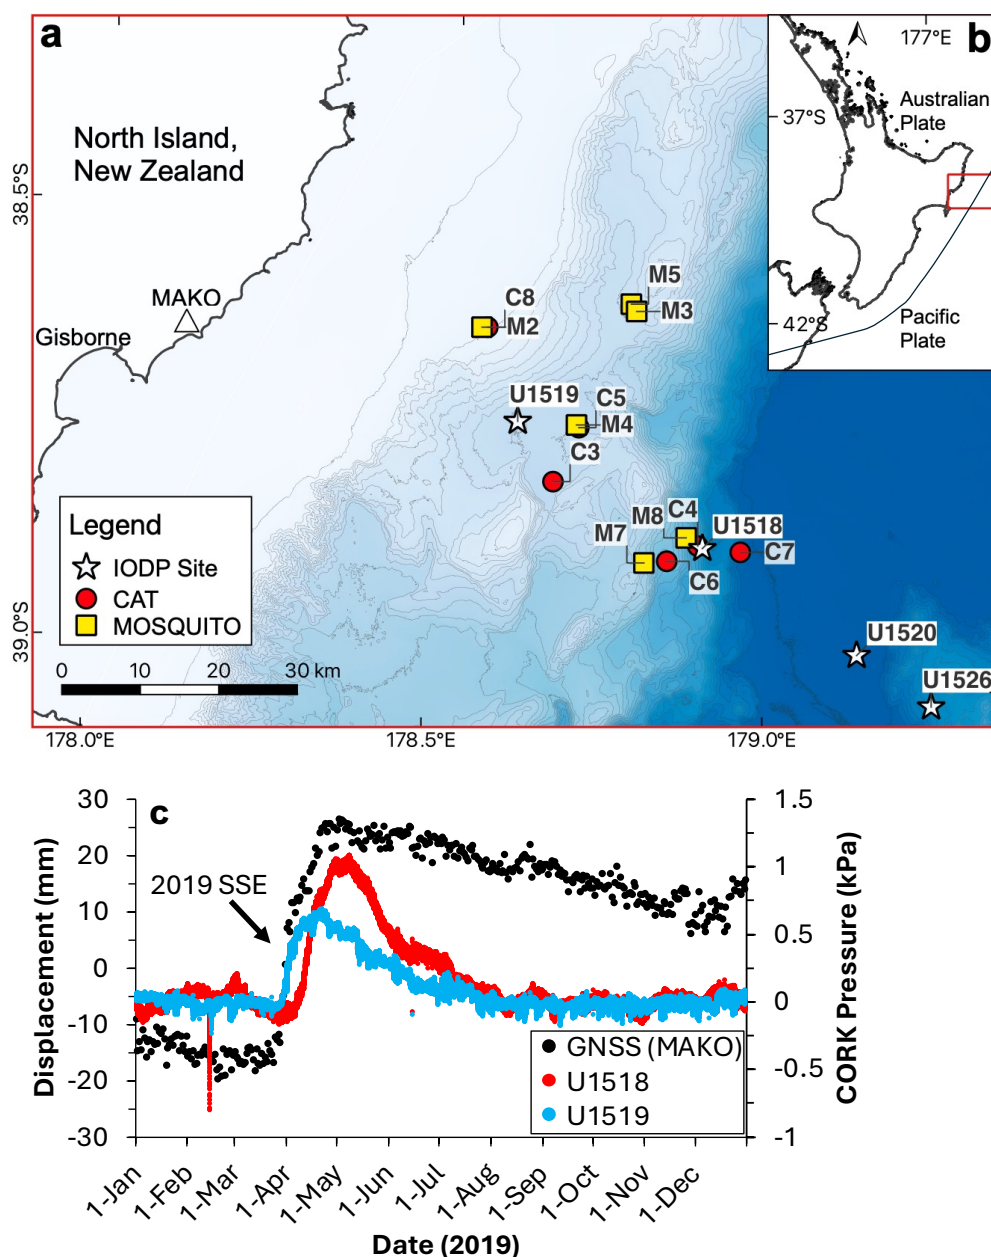 a
North Island,
New Zealand
38.5°S
MAKO
Gisborne
C8
M2
M5
M3
U1519
C5
M4
C3
M8
C4
U1518
M7
C7
C6
U1520
U1526
39.0°S
Legend
IODP Site
CAT
MOSQUITO
0 10 20 30 km
178.0°E 178.5°E 179.0°E
b
177°E
37°S
Australian
Plate
42°S
Pacific
Plate
c
Displacement (mm)
30
20
10
0
-10
-20
-30
2019 SSE
1.5
1
0.5
0
-0.5
-1
CORK Pressure (kPa)
GNSS (MAKO)
U1518
U1519
1-Jan 1-Feb 1-Mar 1-Apr 1-May 1-Jun 1-Jul 1-Aug 1-Sep 1-Oct 1-Nov 1-Dec
Date (2019)